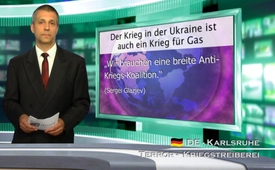 Der Krieg in der Ukraine ist
auch ein Krieg für Gas
„Wir brauchen eine breite Anti-
Kriegs-Koalition.“
(Sergei Glazjev)
DE - Karlsruhe
Terror - Kriegstreiberei